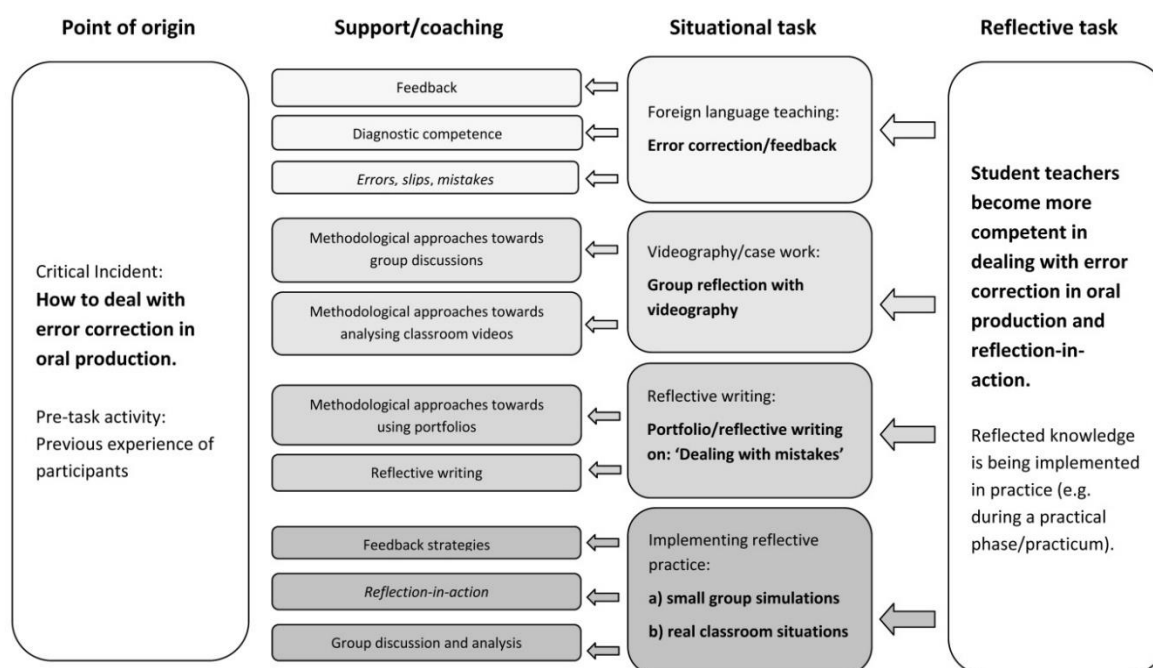 Point of origin
Support/coaching
Situational task
Reflective task
Critical Incident:
How to deal with
error correction in
oral production.
Pre-task activity:
Previous experience of
participants
Feedback
Diagnostic competence
Errors, slips, mistakes
Methodological approaches towards
group discussions
Methodological approaches towards
analysing classroom videos
Methodological approaches towards
using portfolios
Reflective writing
Feedback strategies
Reflection-in-action
Group discussion and analysis
Foreign language teaching:
Error correction/feedback
Videography/case work:
Group reflection with
videography
Reflective writing:
Portfolio/reflective writing
on: ‘Dealing with mistakes’
Implementing reflective
practice:
a) small group simulations
b) real classroom situations
Student teachers
become more
competent in
dealing with error
correction in oral
production and
reflection-in-
action.
Reflected knowledge
is being implemented
in practice (e.g.
during a practical
phase/practicum).